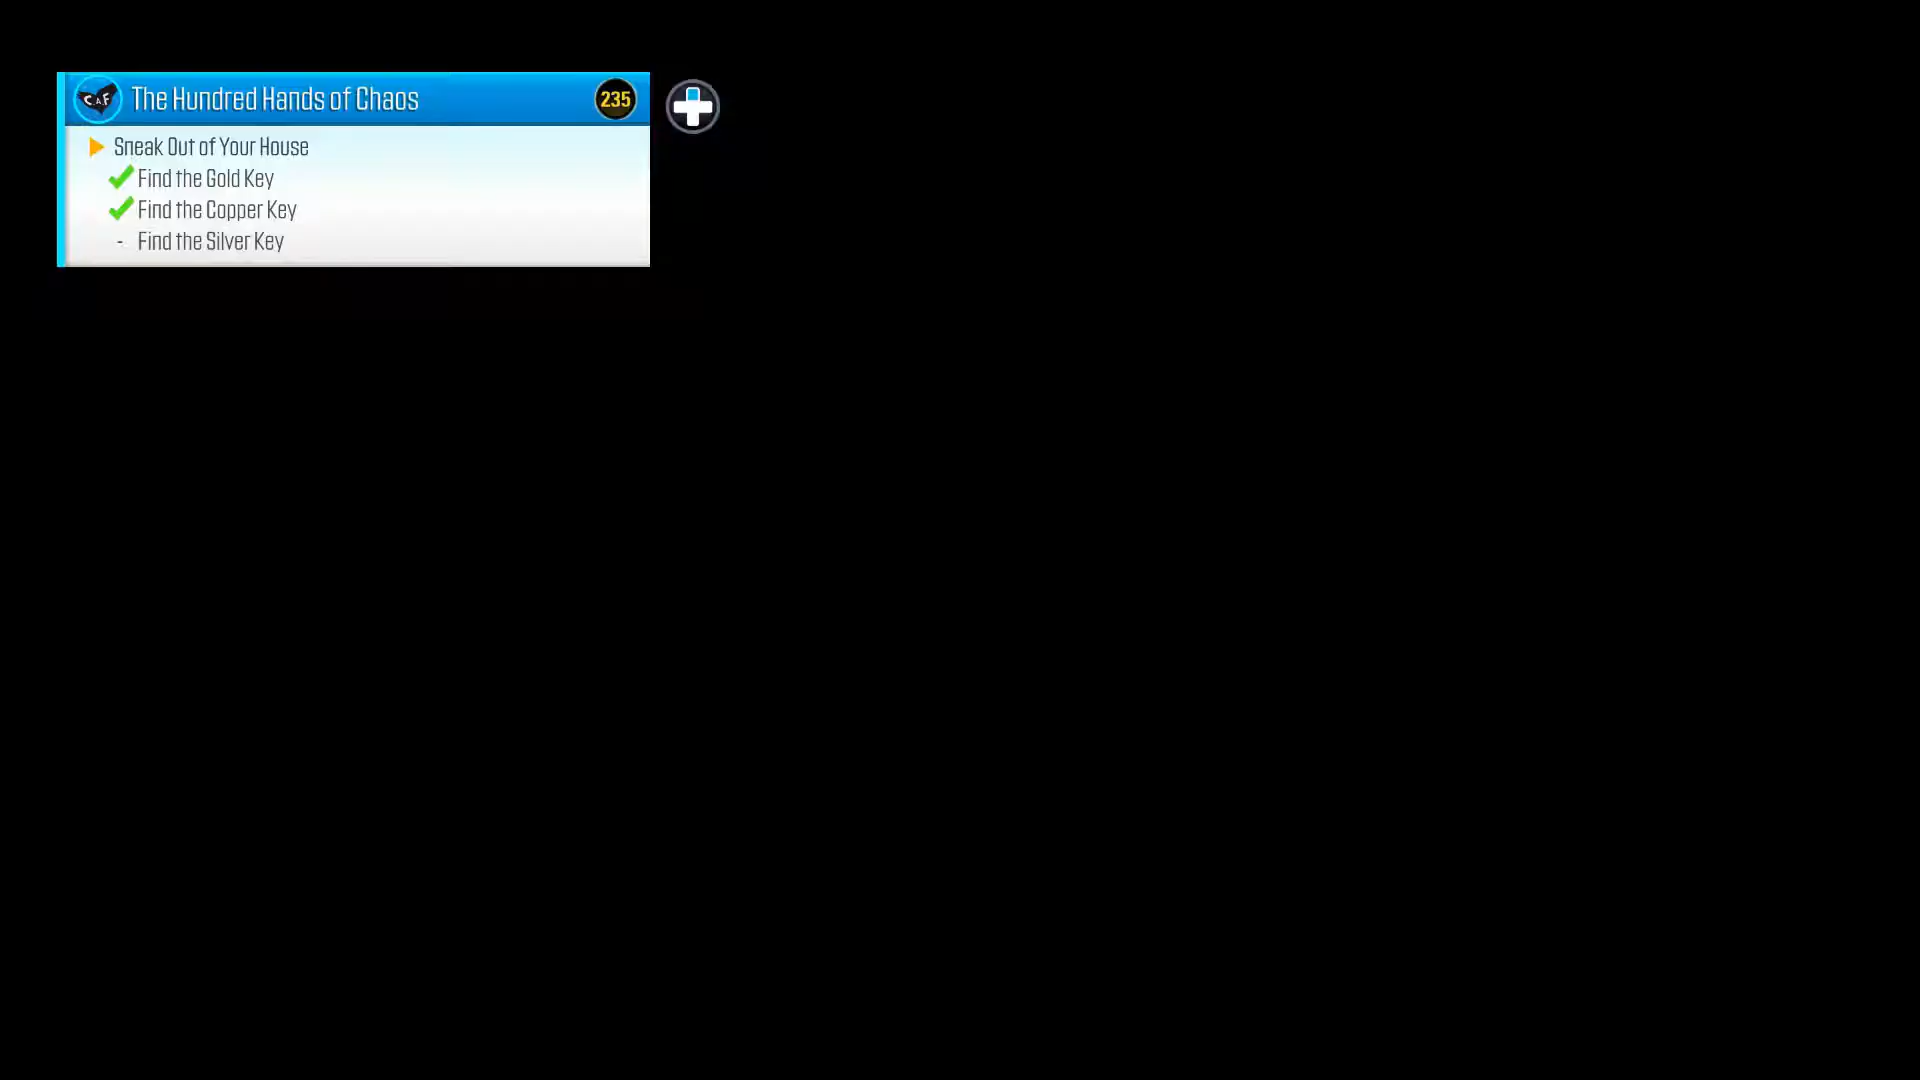 CAF The Hundred Hands of Chaos 235
Sneak Out of Your House
Find the Gold Key
Find the Copper Key
- Find the Silver Key